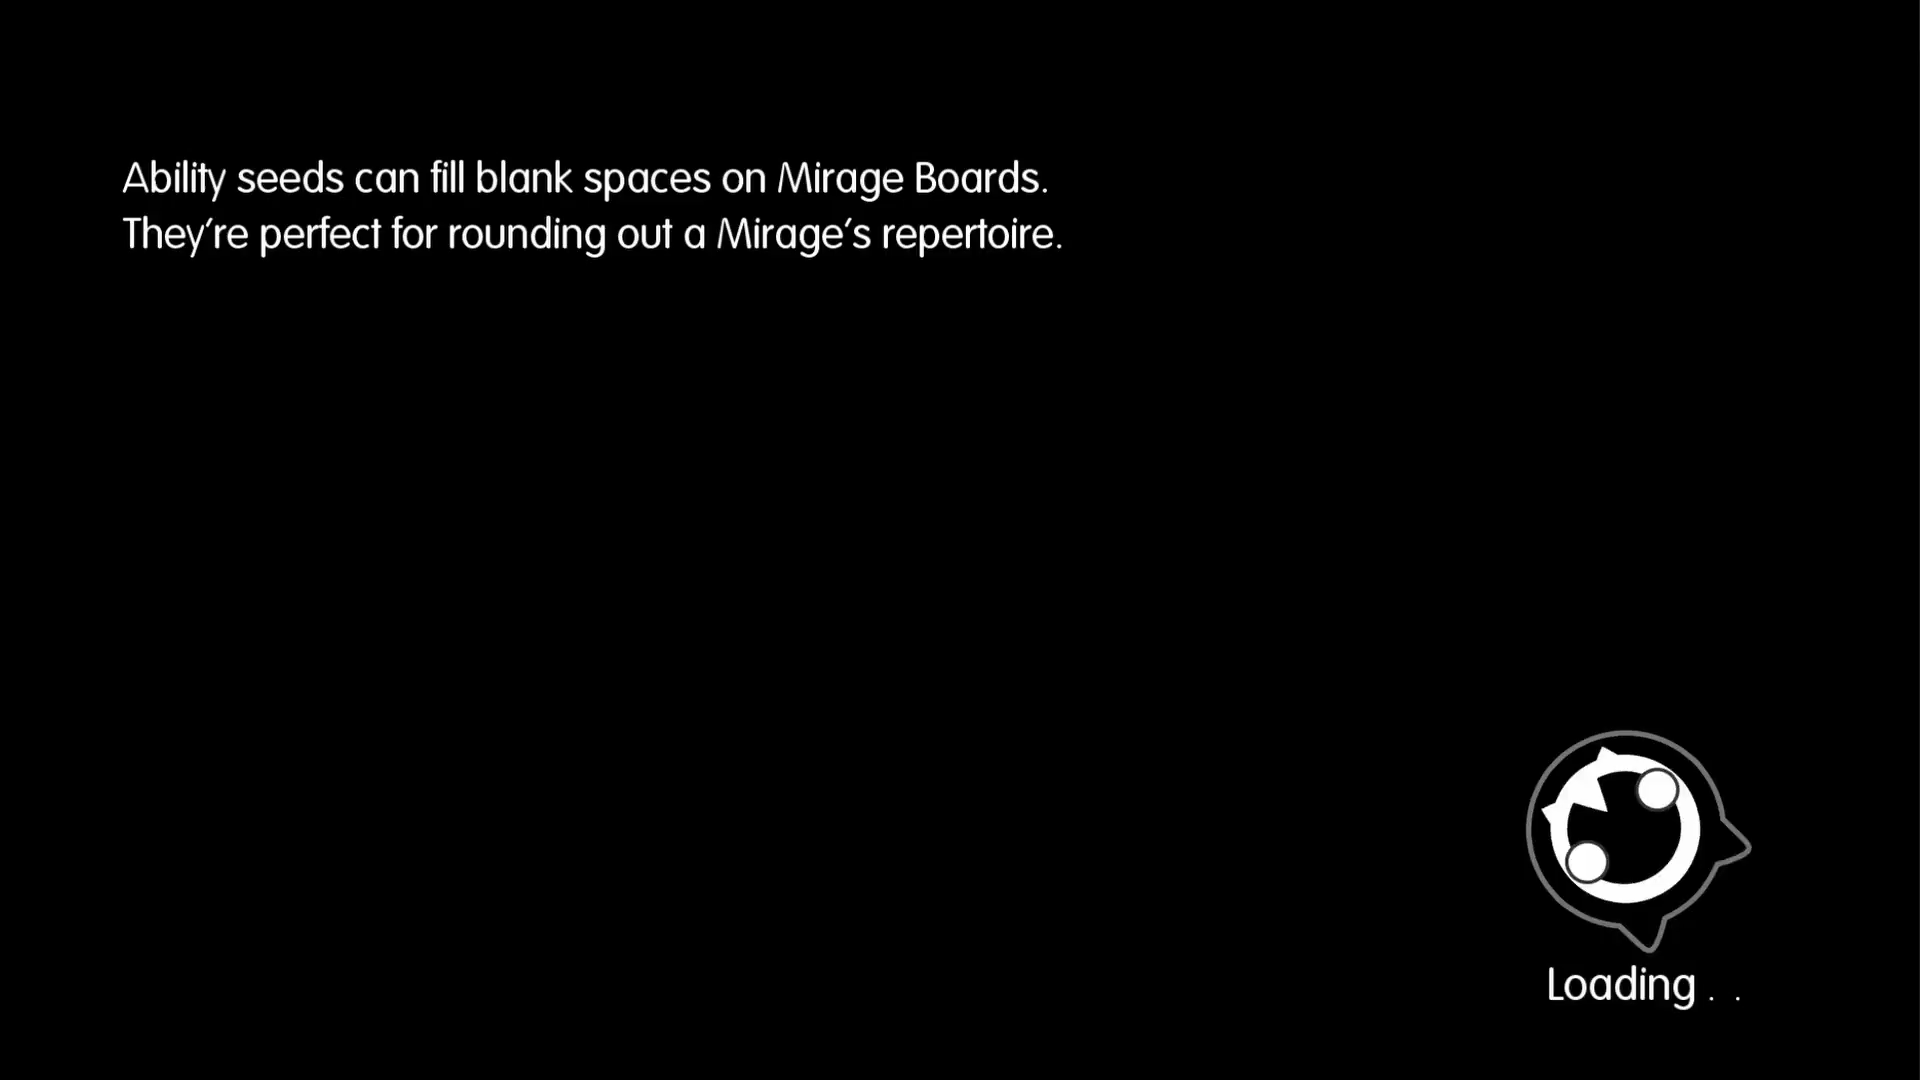 Ability seeds can fill blank spaces on Mirage Boards.
They're perfect for rounding out a Mirage's repertoire.
Loading . .